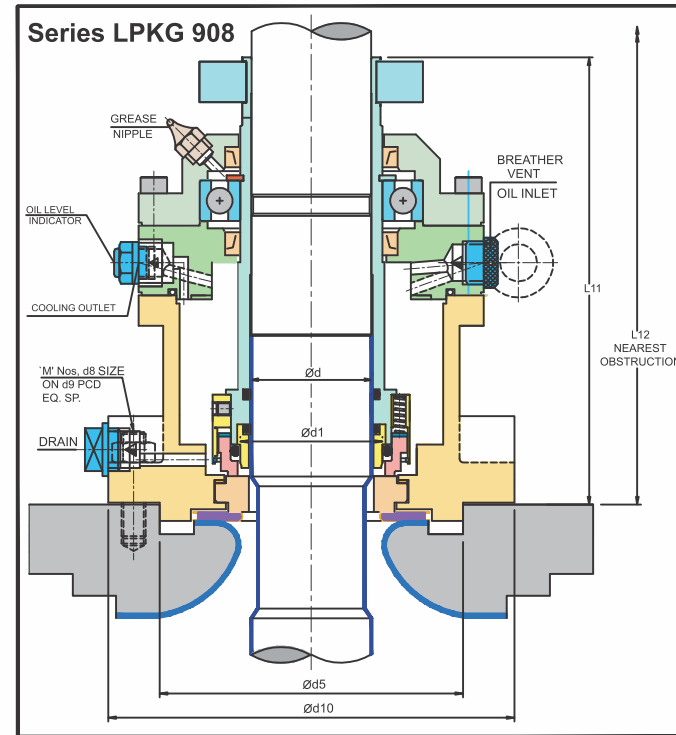 Series LPKG 908
GREASE
NIPPLE
BREATHER
VENT
OIL INLET
OIL LEVEL
INDICATOR
COOLING OUTLET
L11
L12
NEAREST
OBSTRUCTION
`M' Nos, d8 SIZE
ON d9 PCD
EQ. SP.
Ød
Ød1
DRAIN
Ød5
Ød10